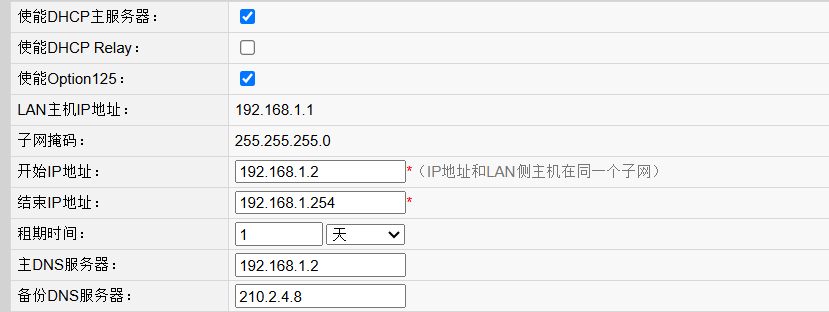 使能DHCP主服务器：
使能DHCP Relay：
使能Option125：
LAN主机IP地址： 192.168.1.1
子网掩码： 255.255.255.0
开始IP地址： 192.168.1.2 *（IP地址和LAN侧主机在同一个子网）
结束IP地址： 192.168.1.254 *
租期时间： 1 天
主DNS服务器： 192.168.1.2
备份DNS服务器： 210.2.4.8